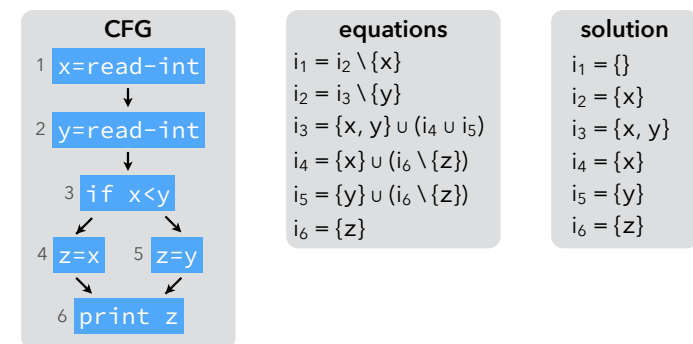 CFG
1 x=read-int
2 y=read-int
3 if x<y
4 z=x 5 z=y
6 print z
equations
i₁ = i₂ \ {x}
i₂ = i₃ \ {y}
i₃ = {x, y} ∪ (i₄ ∪ i₅)
i₄ = {x} ∪ (i₆ \ {z})
i₅ = {y} ∪ (i₆ \ {z})
i₆ = {z}
solution
i₁ = {}
i₂ = {x}
i₃ = {x, y}
i₄ = {x}
i₅ = {y}
i₆ = {z}